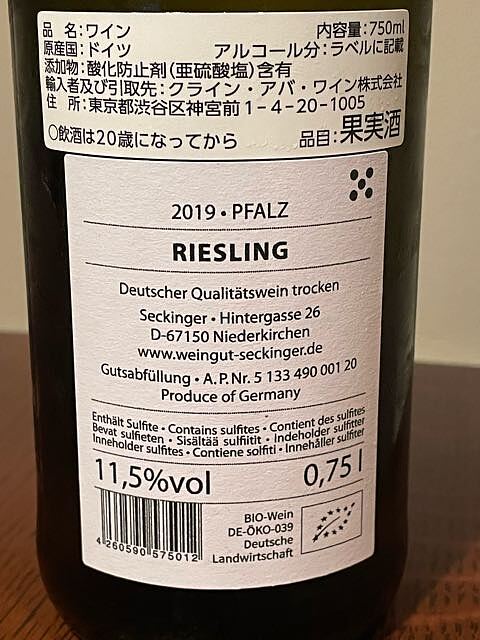 品 名：ワイン 内容量：750ml
原産国：ドイツ アルコール分：ラベルに記載
添加物：酸化防止剤（亜硫酸塩）含有
輸入者及び引取先：クライン・アバ・ワイン株式会社
住 所：東京都渋谷区神宮前1－4－20－1005
○飲酒は20歳になってから 品目：果実酒
2019 • PFALZ
RIESLING
Deutscher Qualitätswein trocken
Seckinger • Hintergasse 26
D-67150 Niederkirchen
www.weingut-seckinger.de
Gutsabfüllung • A. P. Nr. 5 133 490 001 20
Produce of Germany
Enthält Sulfite • Contains sulfites • Contient des sulfites
Bevat sulfieten • Sisältää sulfiitit • Indeholder sulfitter
Inneholder sulfites • Contiene solfiti • Innehåller sulfiter
11,5%vol 0,75 l
BIO-Wein
DE-ÖKO-039
Deutsche
Landwirtschaft
4 260590 575012